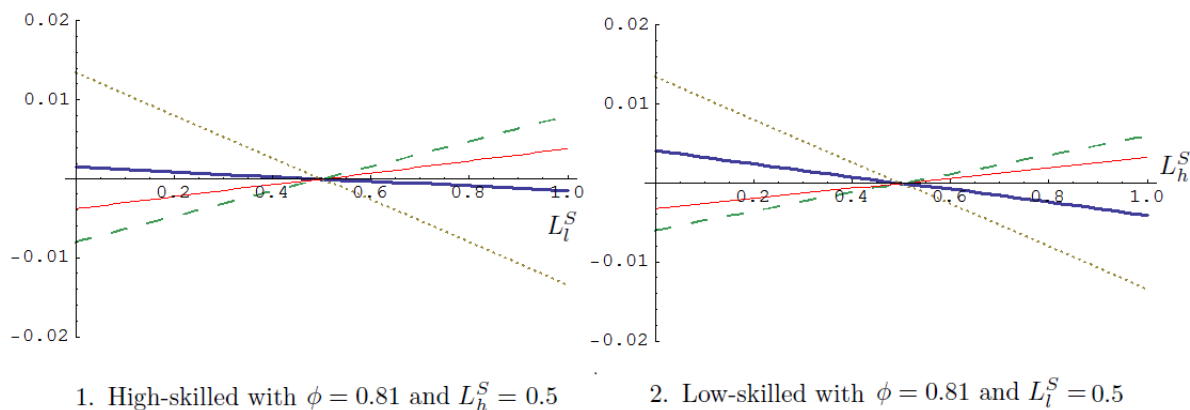 0.02
0.01
-0.01
-0.02
0.2 0.4 0.6 0.8 1.0
$L_l^S$
1. High-skilled with $\phi = 0.81$ and $L_h^S = 0.5$
0.02
0.01
-0.01
-0.02
0.2 0.4 0.6 0.8 1.0
$L_h^S$
2. Low-skilled with $\phi = 0.81$ and $L_l^S = 0.5$